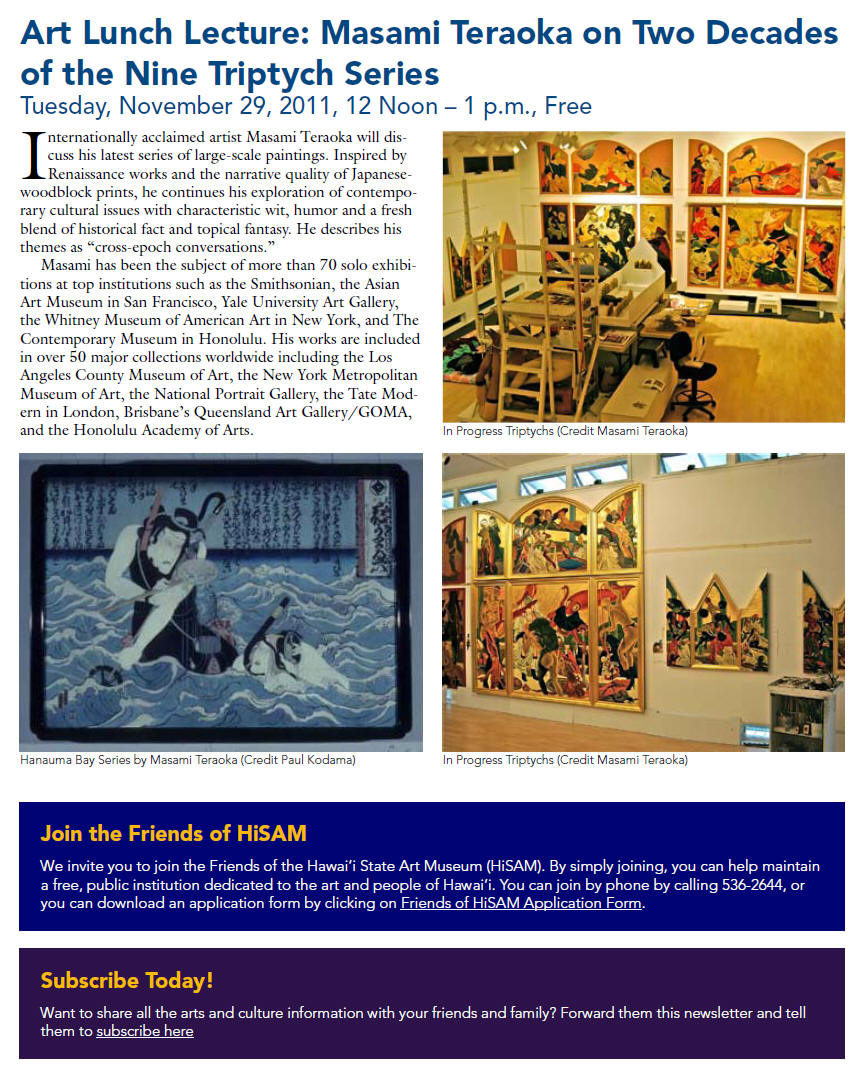 Art Lunch Lecture: Masami Teraoka on Two Decades
of the Nine Triptych Series
Tuesday, November 29, 2011, 12 Noon – 1 p.m., Free
Internationally acclaimed artist Masami Teraoka will dis-
cuss his latest series of large-scale paintings. Inspired by
Renaissance works and the narrative quality of Japanese-
woodblock prints, he continues his exploration of contempo-
rary cultural issues with characteristic wit, humor and a fresh
blend of historical fact and topical fantasy. He describes his
themes as “cross-epoch conversations.”
Masami has been the subject of more than 70 solo exhibi-
tions at top institutions such as the Smithsonian, the Asian
Art Museum in San Francisco, Yale University Art Gallery,
the Whitney Museum of American Art in New York, and The
Contemporary Museum in Honolulu. His works are included
in over 50 major collections worldwide including the Los
Angeles County Museum of Art, the New York Metropolitan
Museum of Art, the National Portrait Gallery, the Tate Mod-
ern in London, Brisbane’s Queensland Art Gallery/GOMA,
and the Honolulu Academy of Arts.
In Progress Triptychs (Credit Masami Teraoka)
Hanauma Bay Series by Masami Teraoka (Credit Paul Kodama)
In Progress Triptychs (Credit Masami Teraoka)
Join the Friends of HiSAM
We invite you to join the Friends of the Hawai‘i State Art Museum (HiSAM). By simply joining, you can help maintain
a free, public institution dedicated to the art and people of Hawai‘i. You can join by phone by calling 536-2644, or
you can download an application form by clicking on Friends of HiSAM Application Form.
Subscribe Today!
Want to share all the arts and culture information with your friends and family? Forward them this newsletter and tell
them to subscribe here